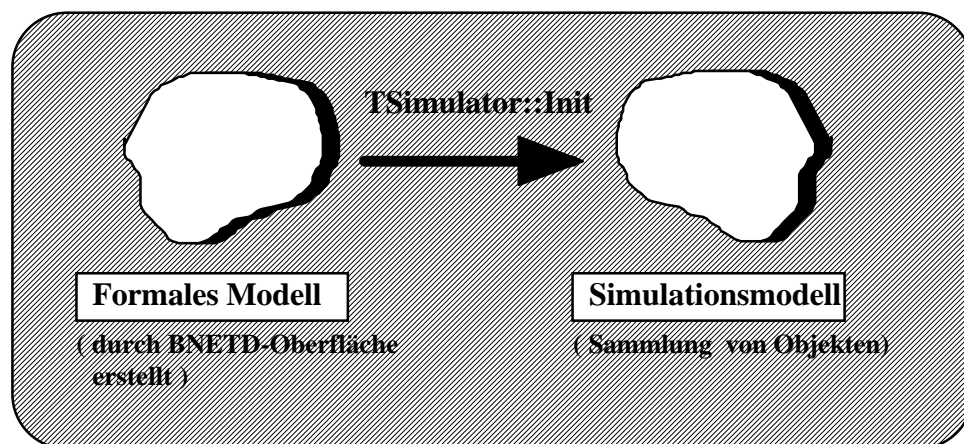 TSimulator::Init
Formales Modell
( durch BNETD-Oberfläche
erstellt )
Simulationsmodell
( Sammlung von Objekten)